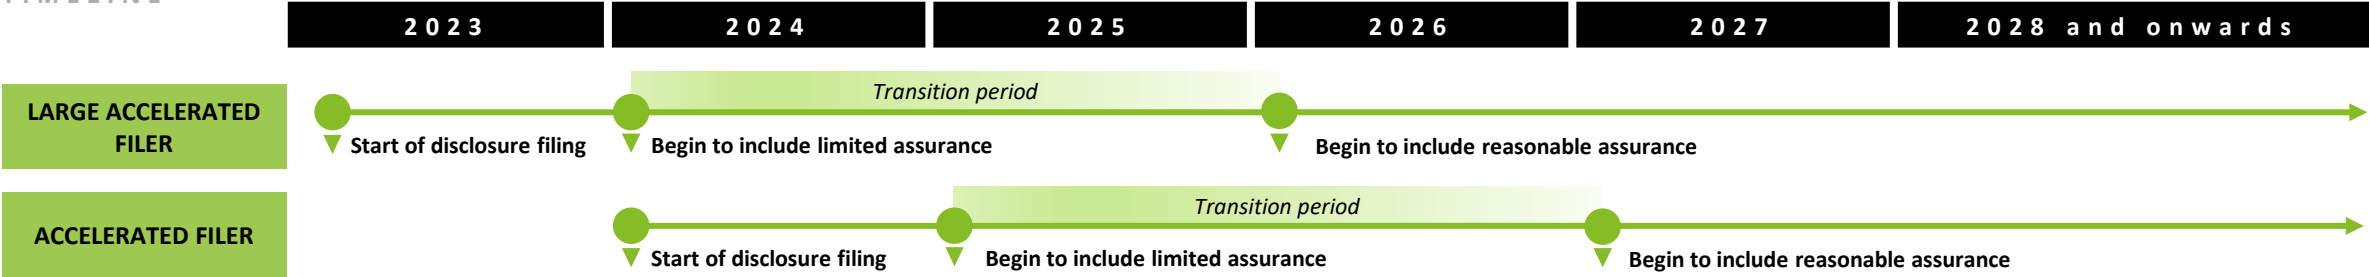 TIMELINE
2023 2024 2025 2026 2027 2028 and onwards
LARGE ACCELERATED
FILER
Transition period
Start of disclosure filing
Begin to include limited assurance
Begin to include reasonable assurance
ACCELERATED FILER
Transition period
Start of disclosure filing
Begin to include limited assurance
Begin to include reasonable assurance